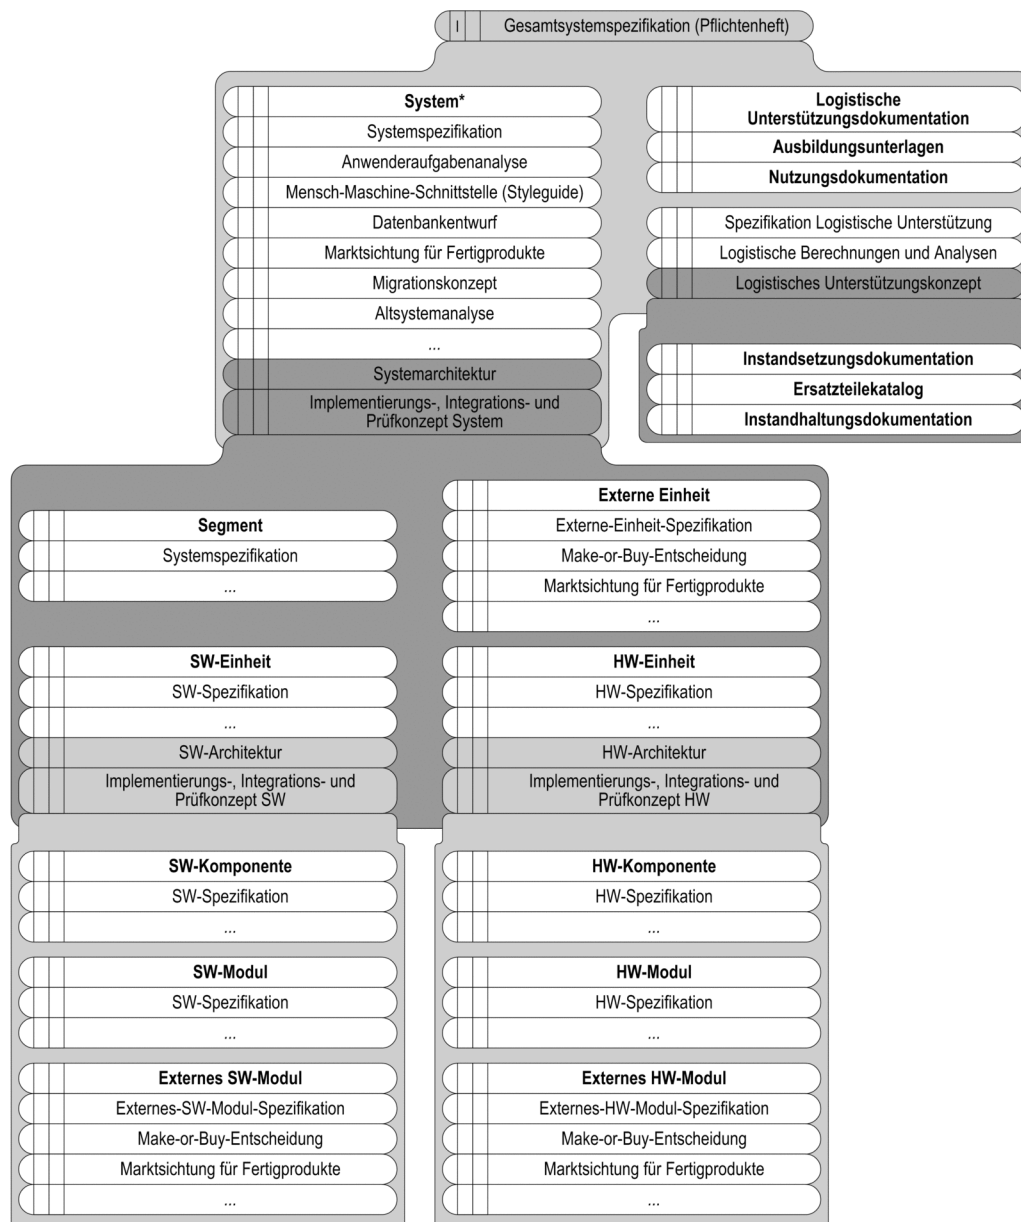 I
Gesamtsystemspezifikation (Pflichtenheft)
System*
Systemspezifikation
Anwenderaufgabenanalyse
Mensch-Maschine-Schnittstelle (Styleguide)
Datenbankentwurf
Marktsichtung für Fertigprodukte
Migrationskonzept
Altsystemanalyse
...
Systemarchitektur
Implementierungs-, Integrations- und
Prüfkonzept System
Logistische
Unterstützungsdokumentation
Ausbildungsunterlagen
Nutzungsdokumentation
Spezifikation Logistische Unterstützung
Logistische Berechnungen und Analysen
Logistisches Unterstützungskonzept
Instandsetzungsdokumentation
Ersatzteilekatalog
Instandhaltungsdokumentation
Segment
Systemspezifikation
...
Externe Einheit
Externe-Einheit-Spezifikation
Make-or-Buy-Entscheidung
Marktsichtung für Fertigprodukte
...
SW-Einheit
SW-Spezifikation
...
SW-Architektur
Implementierungs-, Integrations- und
Prüfkonzept SW
HW-Einheit
HW-Spezifikation
...
HW-Architektur
Implementierungs-, Integrations- und
Prüfkonzept HW
SW-Komponente
SW-Spezifikation
...
SW-Modul
SW-Spezifikation
...
Externes SW-Modul
Externes-SW-Modul-Spezifikation
Make-or-Buy-Entscheidung
Marktsichtung für Fertigprodukte
...
HW-Komponente
HW-Spezifikation
...
HW-Modul
HW-Spezifikation
...
Externes HW-Modul
Externes-HW-Modul-Spezifikation
Make-or-Buy-Entscheidung
Marktsichtung für Fertigprodukte
...